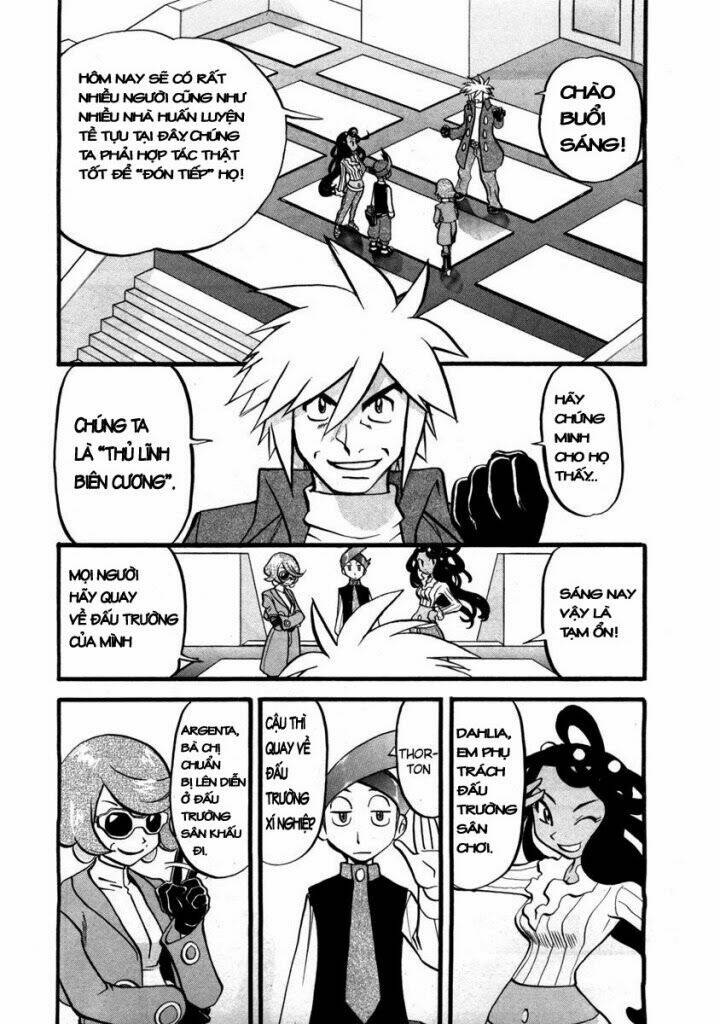 CHÀO
BUỔI
SÁNG!
HÔM NAY SẼ CÓ RẤT
NHIỀU NGƯỜI CŨNG NHƯ
NHIỀU NHÀ HUẤN LUYỆN
TỀ TỰU TẠI ĐÂY.CHÚNG
TA PHẢI HỢP TÁC THẬT
TỐT ĐỂ “ĐÓN TIẾP” HỌ!
HÃY
CHỨNG
MINH
CHO HỌ
THẤY..
CHÚNG TA
LÀ “THỦ LĨNH
BIÊN CƯƠNG”.
SÁNG NAY
VẬY LÀ
TẠM ỔN!
MỌI NGƯỜI
HÃY QUAY
VỀ ĐẤU TRƯỜNG
CỦA MÌNH
DAHLIA,
EM PHỤ
TRÁCH
ĐẤU
TRƯỜNG
SÂN
CHƠI.
THOR-
TON
CẬU THÌ
QUAY VỀ
ĐẤU
TRƯỜNG
XÍ NGHIỆP
ARGENTA,
BÀ CHỊ
CHUẨN
BỊ LÊN DIỄN
Ở ĐẤU
TRƯỜNG
SÂN KHẤU
ĐI.